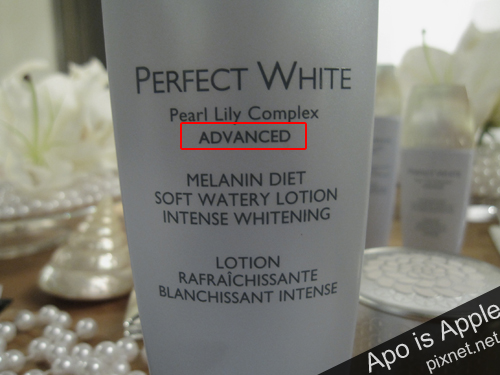 PERFECT WHITE
Pearl Lily Complex
ADVANCED
MELANIN DIET
SOFT WATERY LOTION
INTENSE WHITENING
LOTION
RAFRAÎCHISSANTE
BLANCHISSANT INTENSE
Apo is Apple
pixnet.net